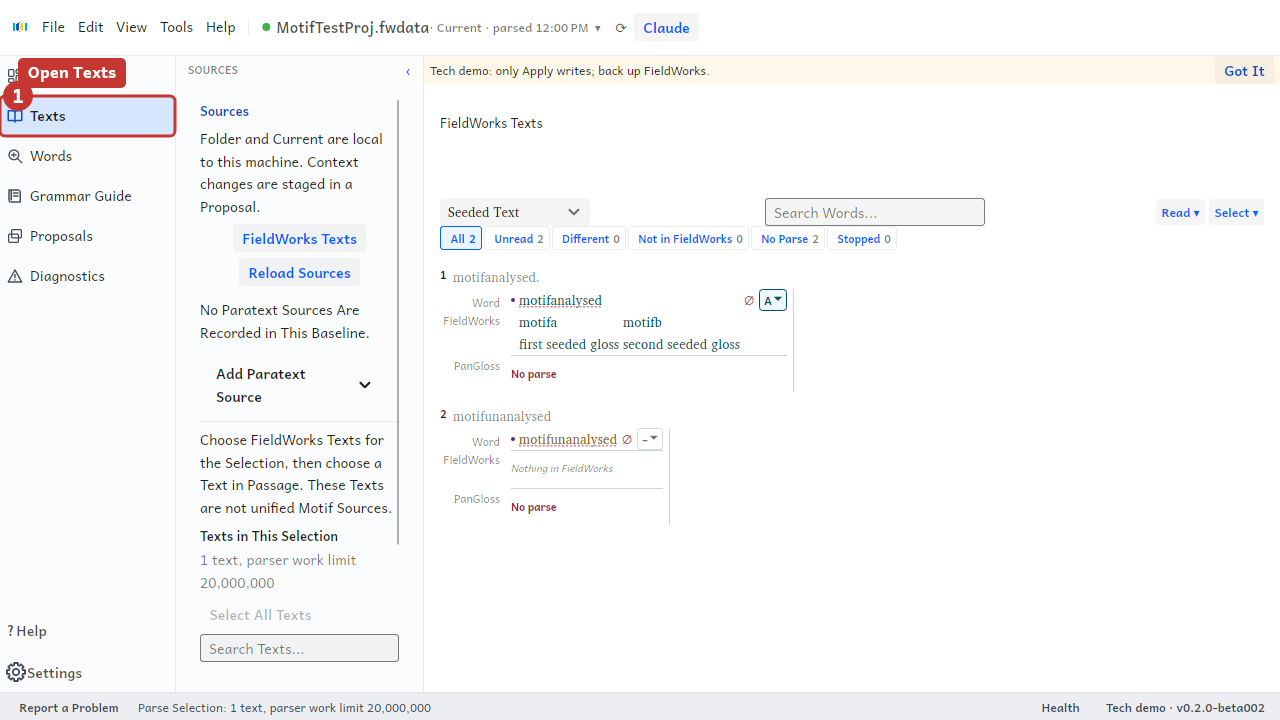 File Edit View Tools Help
MotifTestProj.fwdata · Current · parsed 12:00 PM ▾ ⟳ Claude
Open Texts
1
Texts
Words
Grammar Guide
Proposals
Diagnostics
? Help
Settings
SOURCES ‹
Sources
Folder and Current are local
to this machine. Context
changes are staged in a
Proposal.
FieldWorks Texts
Reload Sources
No Paratext Sources Are
Recorded in This Baseline.
Add Paratext
Source
Choose FieldWorks Texts for
the Selection, then choose a
Text in Passage. These Texts
are not unified Motif Sources.
Texts in This Selection
1 text, parser work limit
20,000,000
Select All Texts
Search Texts...
Tech demo: only Apply writes; back up FieldWorks. Got It
FieldWorks Texts
Seeded Text Search Words... Read ▾ Select ▾
All 2 Unread 2 Different 0 Not in FieldWorks 0 No Parse 2 Stopped 0
1 motifanalysed.
Word • motifanalysed ∅ A ▾
FieldWorks motifa motifb
first seeded gloss second seeded gloss
PanGloss No parse
2 motifunanalysed
Word • motifunanalysed ∅ – ▾
FieldWorks Nothing in FieldWorks
PanGloss No parse
Report a Problem Parse Selection: 1 text, parser work limit 20,000,000 Health Tech demo · v0.2.0-beta002